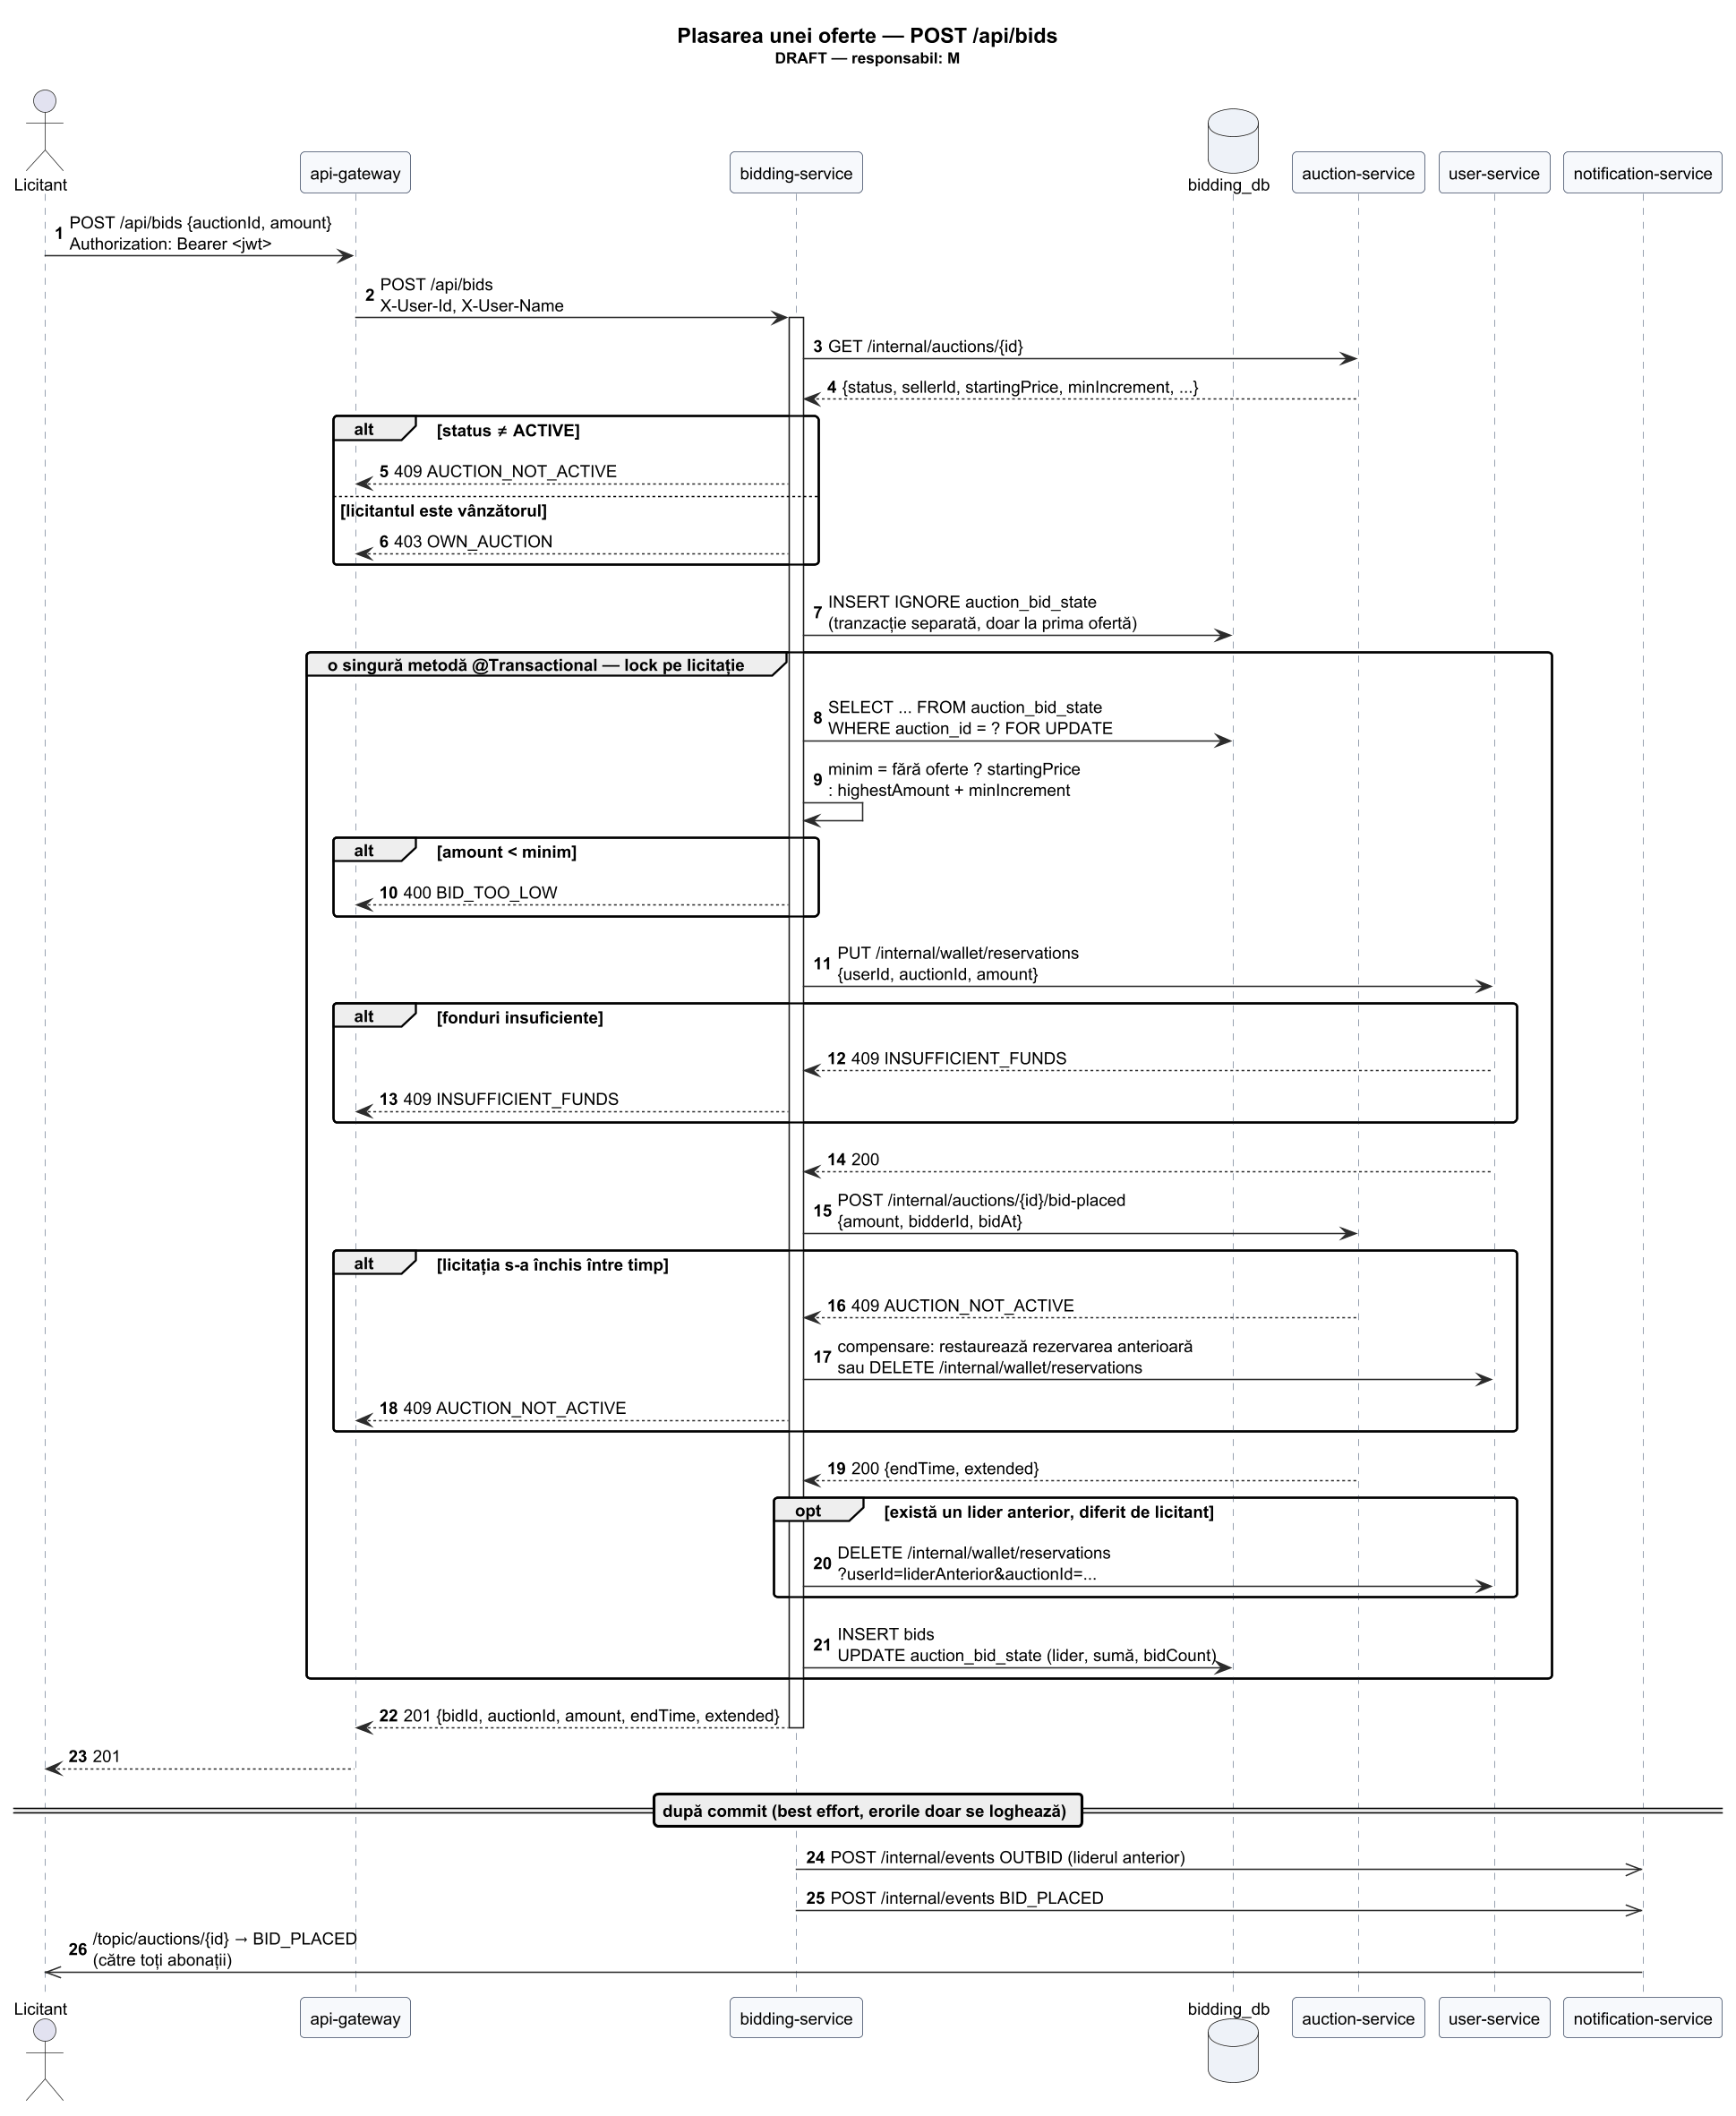 Plasarea unei oferte — POST /api/bids
DRAFT — responsabil: M
Licitant
api-gateway
bidding-service
bidding_db
auction-service
user-service
notification-service
1 POST /api/bids {auctionId, amount}
Authorization: Bearer <jwt>
2 POST /api/bids
X-User-Id, X-User-Name
3 GET /internal/auctions/{id}
4 {status, sellerId, startingPrice, minIncrement, ...}
alt [status ≠ ACTIVE]
5 409 AUCTION_NOT_ACTIVE
[licitantul este vânzătorul]
6 403 OWN_AUCTION
7 INSERT IGNORE auction_bid_state
(tranzacție separată, doar la prima ofertă)
o singură metodă @Transactional — lock pe licitație
8 SELECT ... FROM auction_bid_state
WHERE auction_id = ? FOR UPDATE
9 minim = fără oferte ? startingPrice
: highestAmount + minIncrement
alt [amount < minim]
10 400 BID_TOO_LOW
11 PUT /internal/wallet/reservations
{userId, auctionId, amount}
alt [fonduri insuficiente]
12 409 INSUFFICIENT_FUNDS
13 409 INSUFFICIENT_FUNDS
14 200
15 POST /internal/auctions/{id}/bid-placed
{amount, bidderId, bidAt}
alt [licitația s-a închis între timp]
16 409 AUCTION_NOT_ACTIVE
17 compensare: restaurează rezervarea anterioară
sau DELETE /internal/wallet/reservations
18 409 AUCTION_NOT_ACTIVE
19 200 {endTime, extended}
opt [există un lider anterior, diferit de licitant]
20 DELETE /internal/wallet/reservations
?userId=liderAnterior&auctionId=...
21 INSERT bids
UPDATE auction_bid_state (lider, sumă, bidCount)
22 201 {bidId, auctionId, amount, endTime, extended}
23 201
după commit (best effort, erorile doar se loghează)
24 POST /internal/events OUTBID (liderul anterior)
25 POST /internal/events BID_PLACED
26 /topic/auctions/{id} → BID_PLACED
(către toți abonații)
Licitant
api-gateway
bidding-service
bidding_db
auction-service
user-service
notification-service